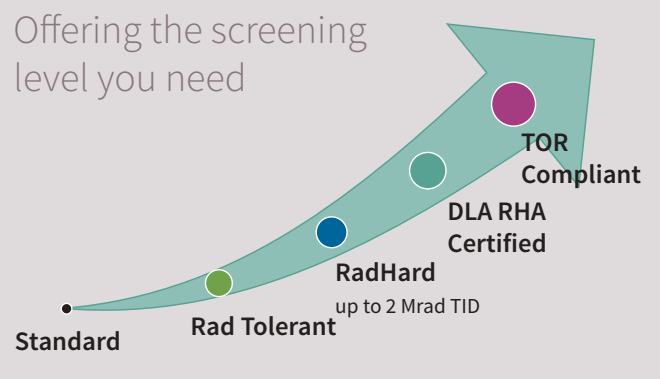 Offering the screening
level you need
TOR
Compliant
DLA RHA
Certified
RadHard
up to 2 Mrad TID
Rad Tolerant
Standard